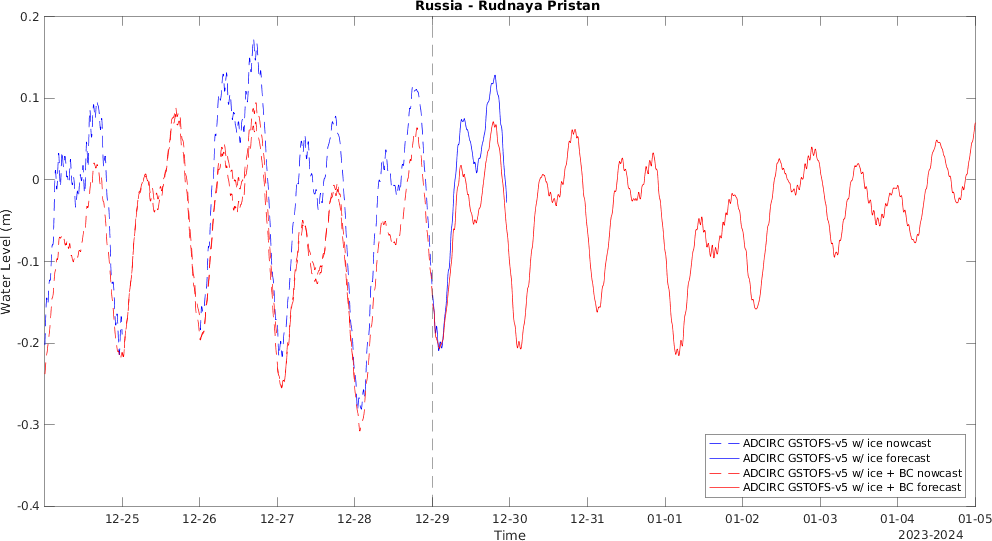 Russia - Rudnaya Pristan
Water Level (m)
0.2
0.1
0
-0.1
-0.2
-0.3
-0.4
12-25
12-26
12-27
12-28
12-29
12-30
12-31
01-01
01-02
01-03
01-04
01-05
Time
2023-2024
ADCIRC GSTOFS-v5 w/ ice nowcast
ADCIRC GSTOFS-v5 w/ ice forecast
ADCIRC GSTOFS-v5 w/ ice + BC nowcast
ADCIRC GSTOFS-v5 w/ ice + BC forecast